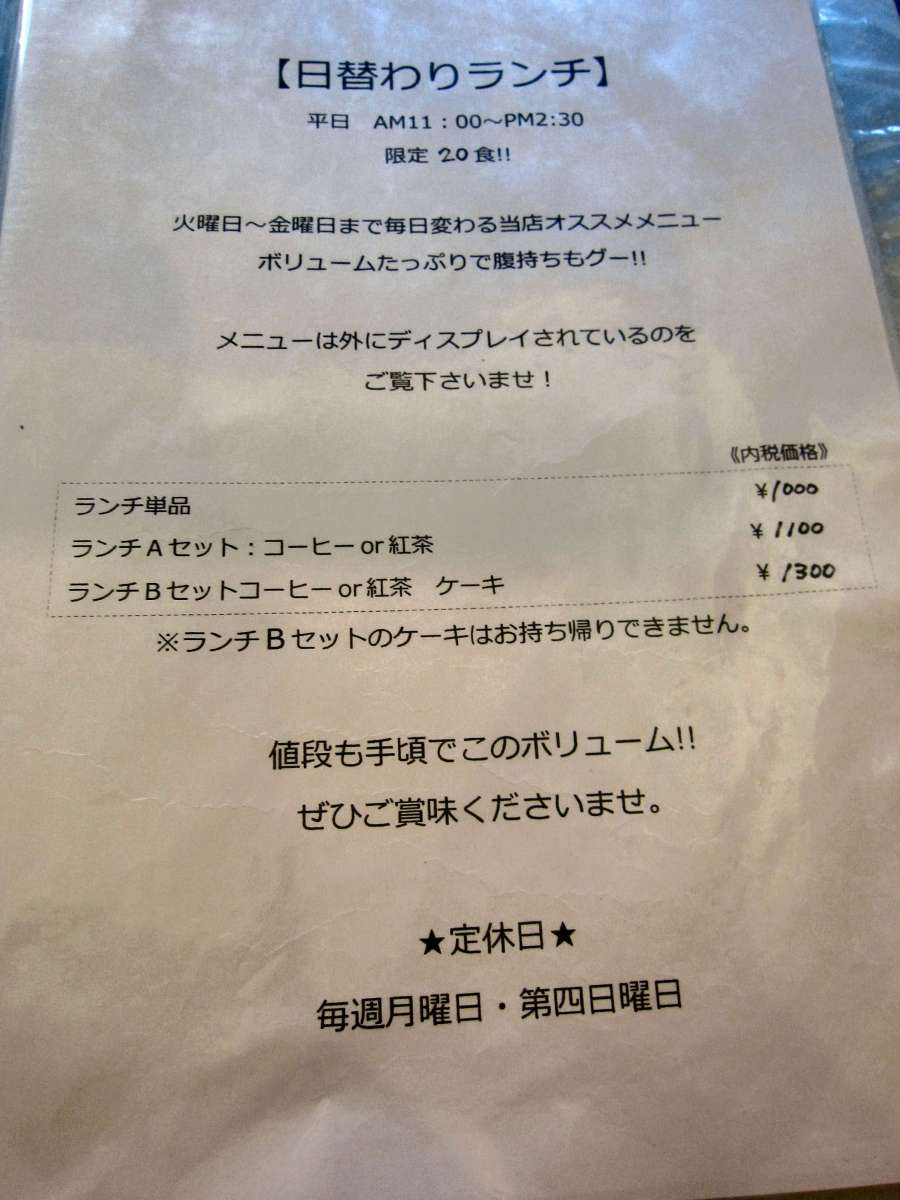 【日替わりランチ】
平日 AM11:00～PM2:30
限定 20食!!
火曜日～金曜日まで毎日変わる当店オススメメニュー
ボリュームたっぷりで腹持ちもグー!!
メニューは外にディスプレイされているのを
ご覧下さいませ！
《内税価格》
ランチ単品 ¥1000
ランチAセット：コーヒーor紅茶 ¥1100
ランチBセットコーヒーor紅茶 ケーキ ¥1300
※ランチBセットのケーキはお持ち帰りできません。
値段も手頃でこのボリューム!!
ぜひご賞味くださいませ。
★定休日★
毎週月曜日・第四日曜日